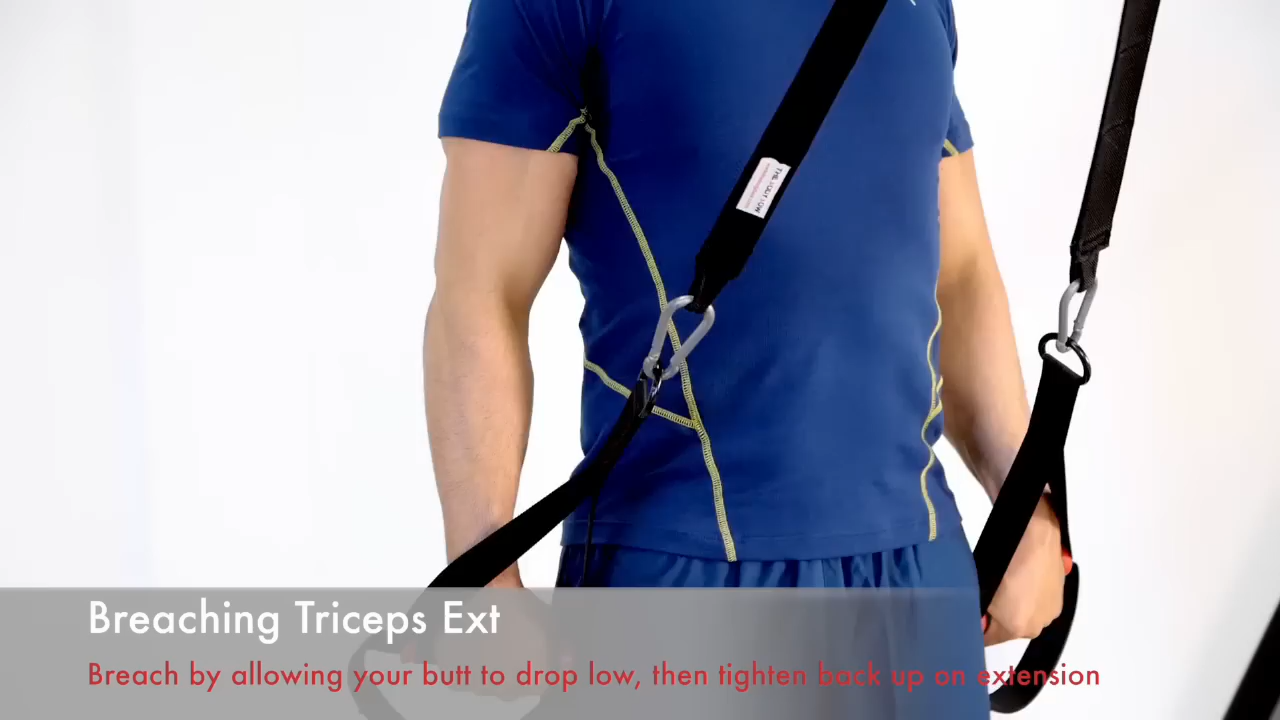 Breaching Triceps Ext
Breach by allowing your butt to drop low, then tighten back up on extension